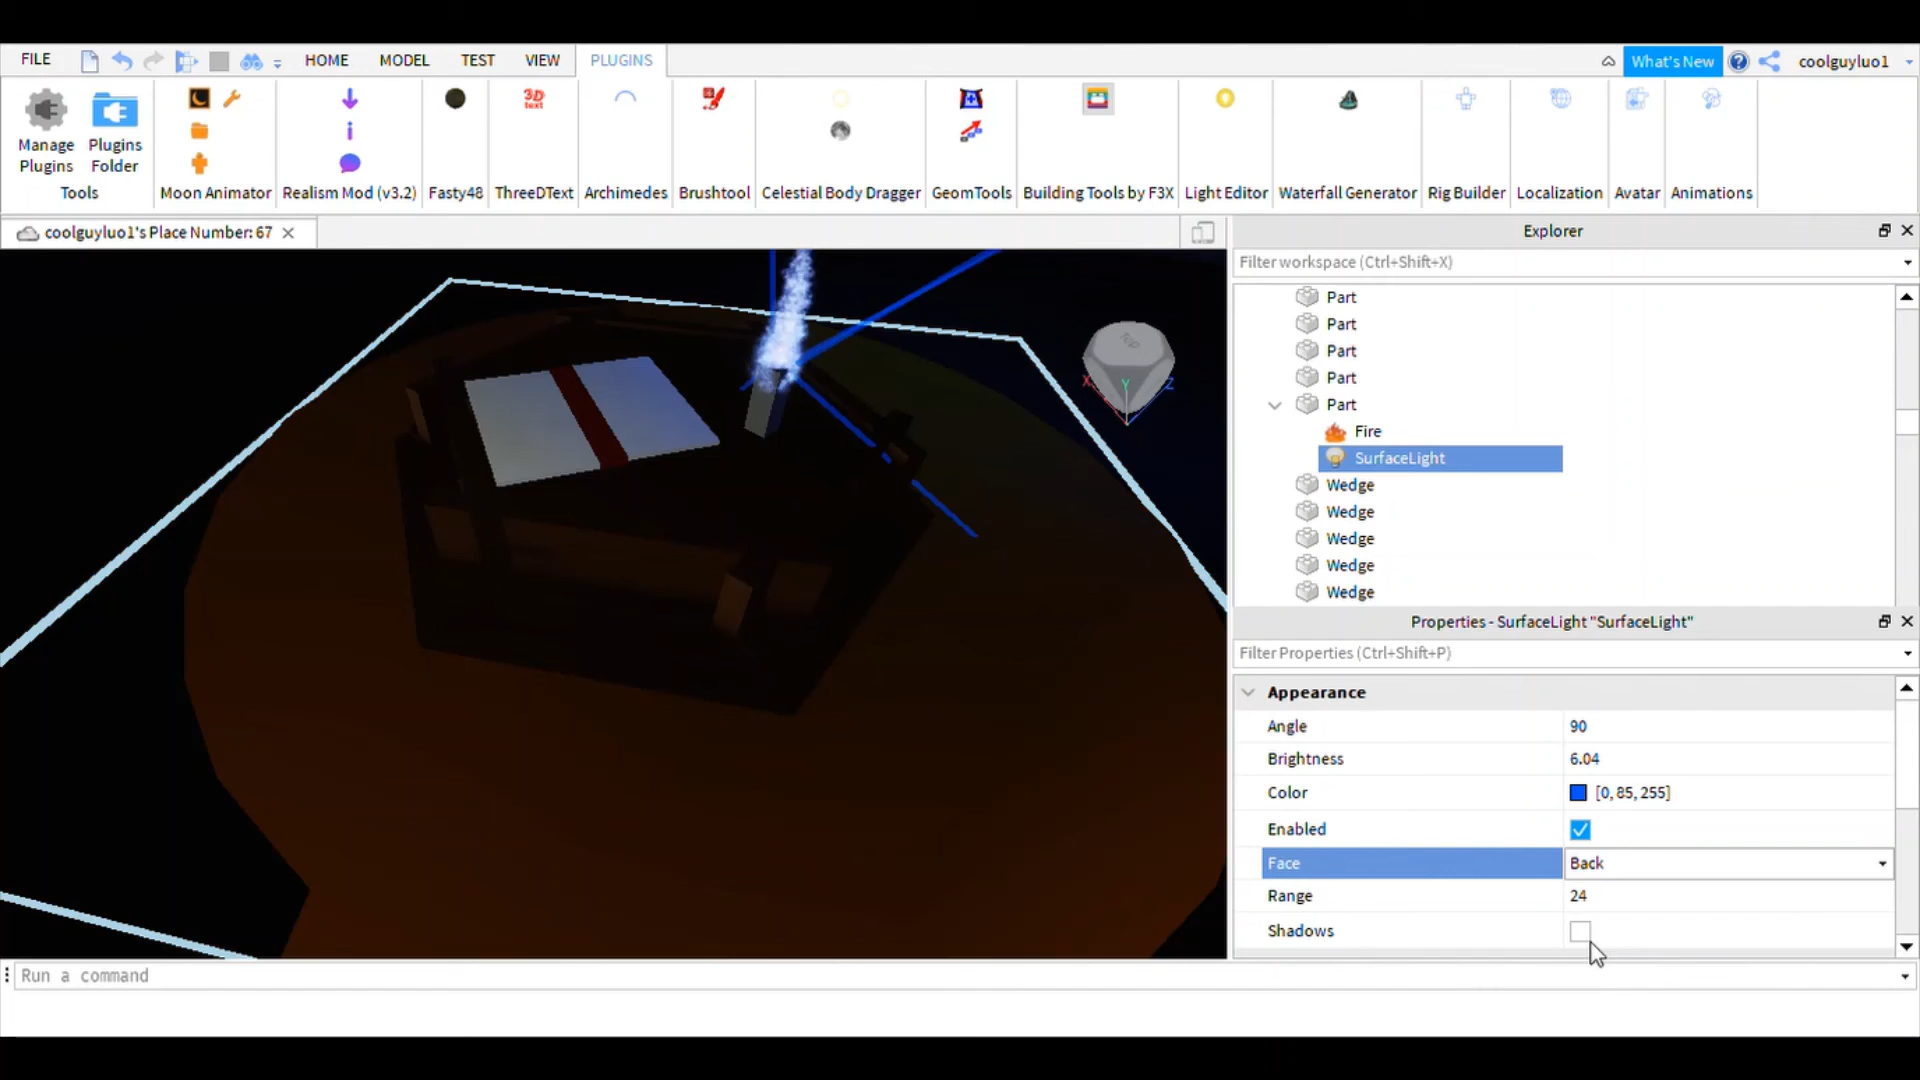 FILE HOME MODEL TEST VIEW PLUGINS What's New coolguyluo1
Manage Plugins Plugins Folder
3D text
Tools Moon Animator Realism Mod (v3.2) Fasty48 ThreeDText Archimedes Brushtool Celestial Body Dragger GeomTools Building Tools by F3X Light Editor Waterfall Generator Rig Builder Localization Avatar Animations
coolguyluo1's Place Number: 67
Explorer
Filter workspace (Ctrl+Shift+X)
Part
Part
Part
Part
Part
Fire
SurfaceLight
Wedge
Wedge
Wedge
Wedge
Wedge
Top
X Y Z
Properties - SurfaceLight "SurfaceLight"
Filter Properties (Ctrl+Shift+P)
Appearance
Angle 90
Brightness 6.04
Color [0, 85, 255]
Enabled
Face Back
Range 24
Shadows
Run a command